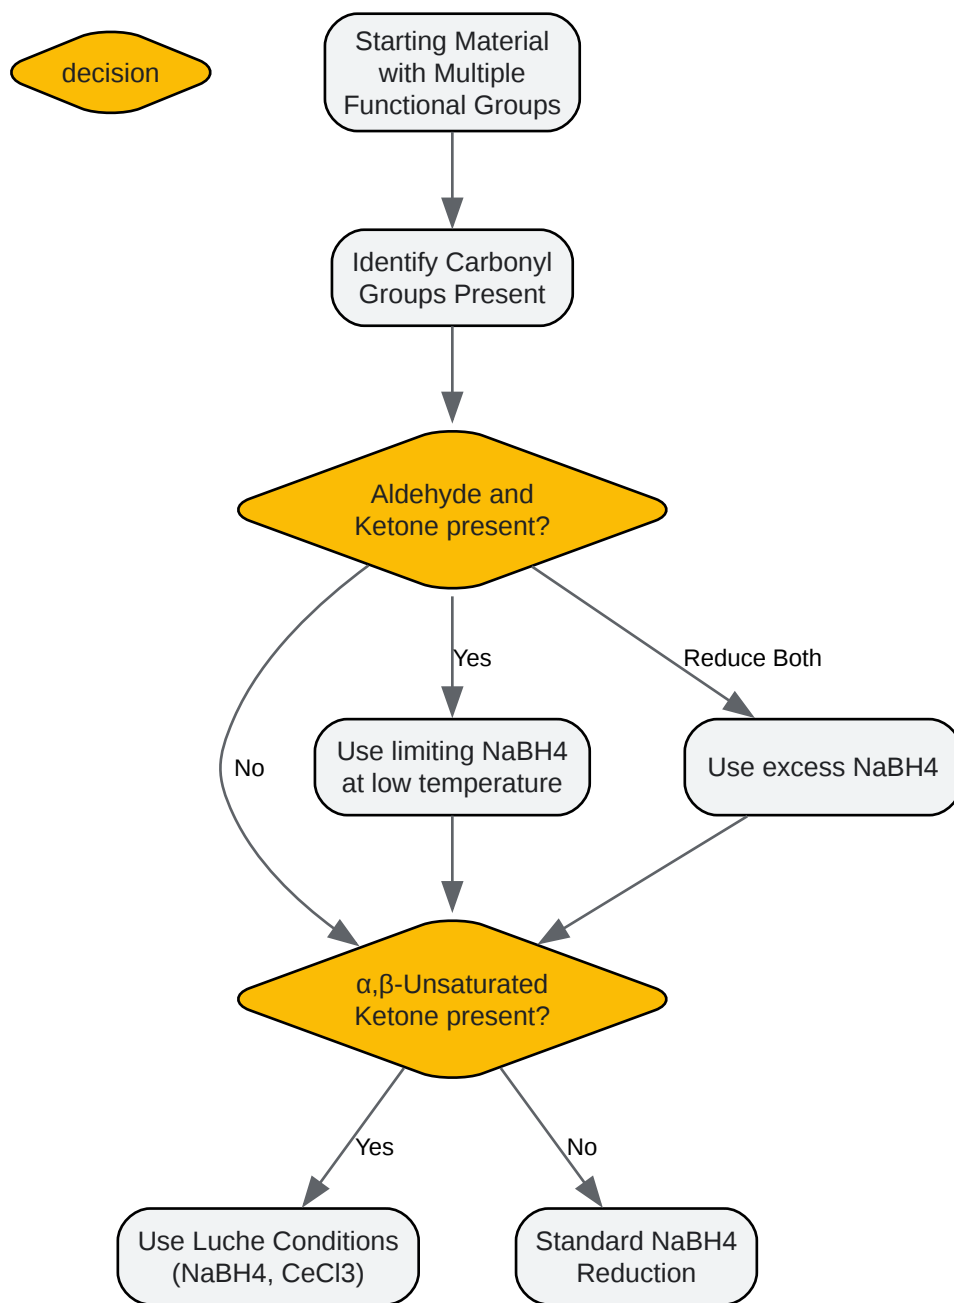 decision
Starting Material
with Multiple
Functional Groups
Identify Carbonyl
Groups Present
Aldehyde and
Ketone present?
Yes
Reduce Both
No
Use limiting NaBH4
at low temperature
Use excess NaBH4
α,β-Unsaturated
Ketone present?
Yes
No
Use Luche Conditions
(NaBH4, CeCl3)
Standard NaBH4
Reduction